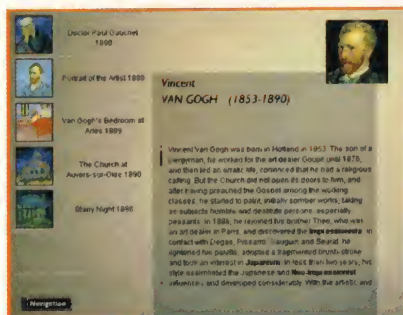 Doctor Paul Gachet
1890
Portrait of the Artist 1889
Van Gogh's Bedroom at
Arles 1889
The Church at
Auvers-sur-Oise 1890
Starry Night
Vincent
VAN GOGH (1853-1890)
Vincent Van Gogh was born in Holland in 1853. The son of a
clergyman, he worked for the art dealer Goupil until 1876,
and then led an erratic life, convinced that he had a religious
calling. But the Church did not open its doors to him, and
after having preached the Gospel among the working
classes, he started to paint, initially somber works, taking
as subjects humble and destitute persons, especially
peasants. In 1886, he rejoined his brother Theo, who was
an art dealer in Paris, and discovered the Impressionists. In
contact with Degas, Pissarro, Gauguin and Seurat, he
lightened his palette, adopted a fragmented brush-stroke
and took an interest in Japanism. In less than two years, his
style assimilated the Japanese and Neo-Impressionist
influences, and developed considerably. With the artistic and
Navigation